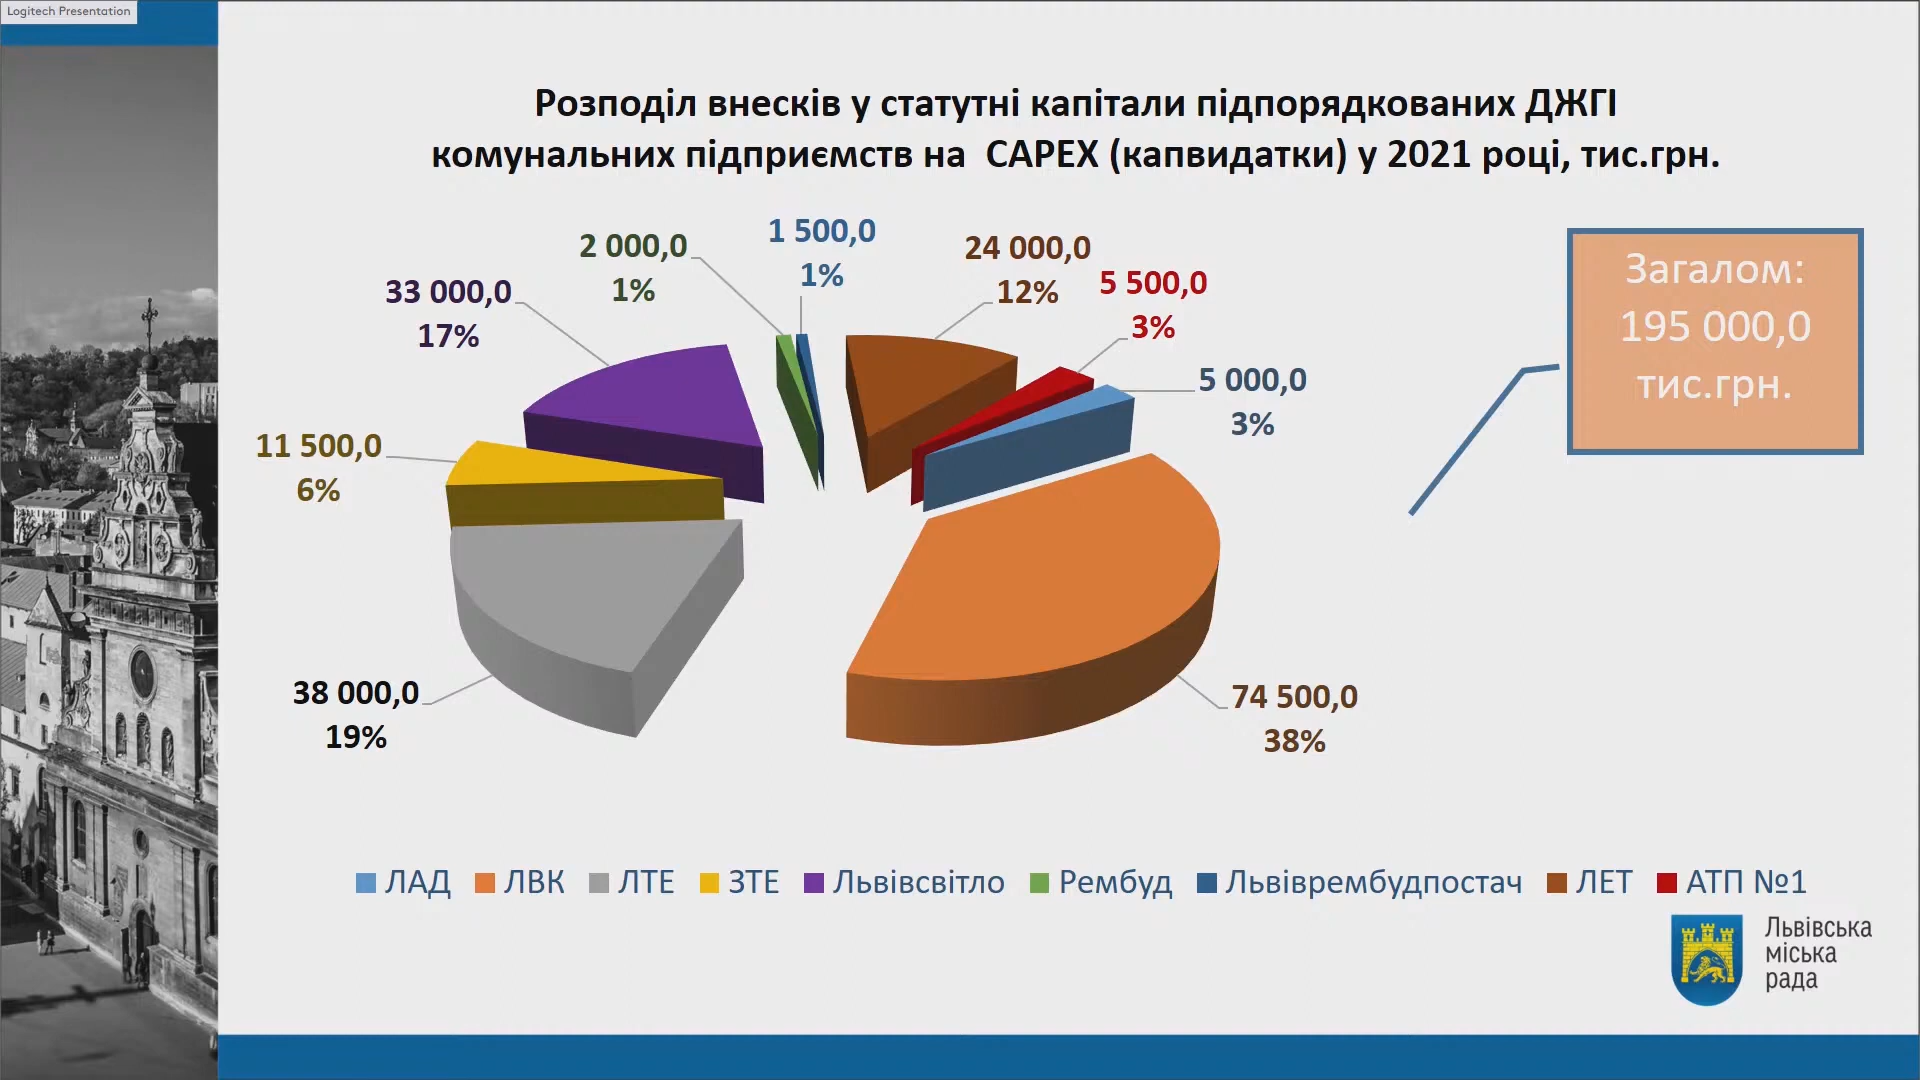 Logitech Presentation
Розподіл внесків у статутні капітали підпорядкованих ДЖГІ
комунальних підприємств на САРЕХ (капвидатки) у 2021 році, тис.грн.
1 500,0
1%
2 000,0
1%
24 000,0
12%
33 000,0
17%
5 500,0
3%
5 000,0
3%
11 500,0
6%
38 000,0
19%
74 500,0
38%
Загалом:
195 000,0
тис.грн.
ЛАД ЛВК ЛТЕ ЗТЕ Львівсвітло Рембуд Львіврембудпостач ЛЕТ АТП №1
Львівська
міська
рада